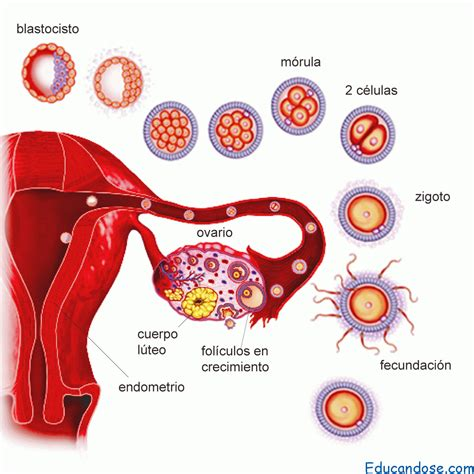 blastocisto
mórula
2 células
zigoto
ovario
cuerpo
lúteo
folículos en
crecimiento
fecundación
endometrio
Educandose.com